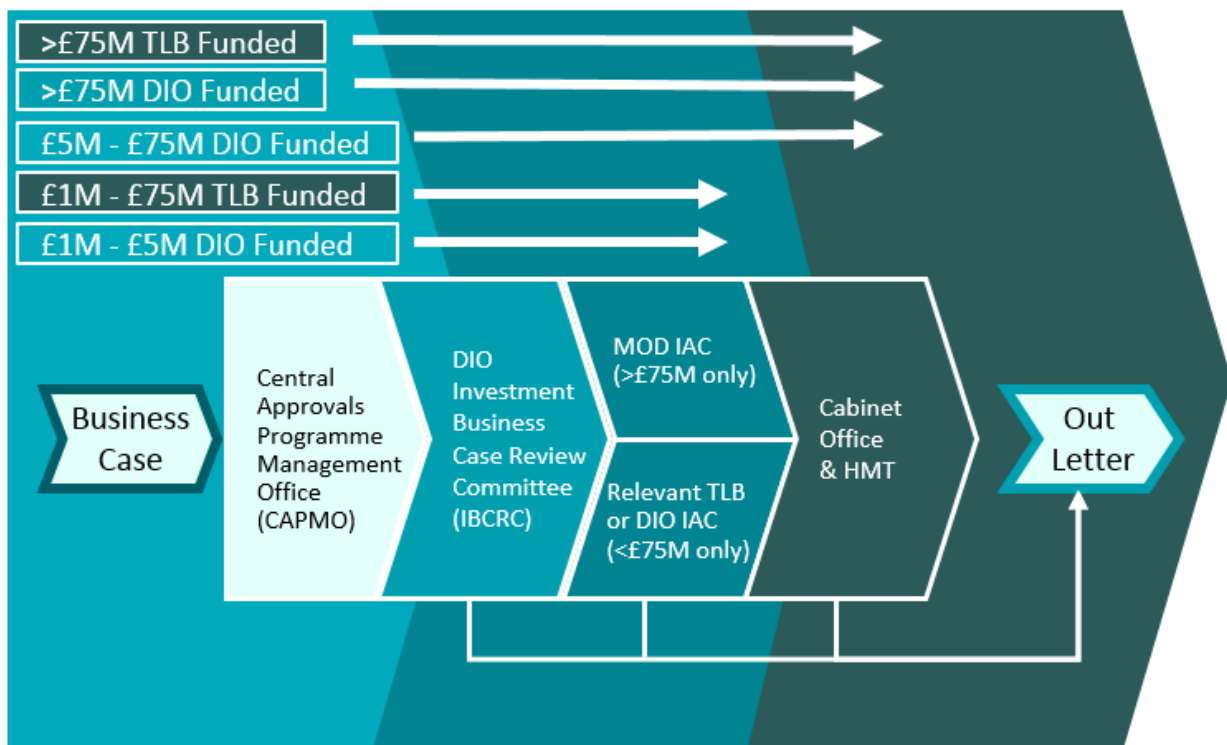 >£75M TLB Funded
>£75M DIO Funded
£5M - £75M DIO Funded
£1M - £75M TLB Funded
£1M - £5M DIO Funded
Business
Case
Central
Approvals
Programme
Management
Office
(CAPMO)
DIO
Investment
Business
Case Review
Committee
(IBCRC)
MOD IAC
(>£75M only)
Relevant TLB
or DIO IAC
(<£75M only)
Cabinet
Office
& HMT
Out
Letter